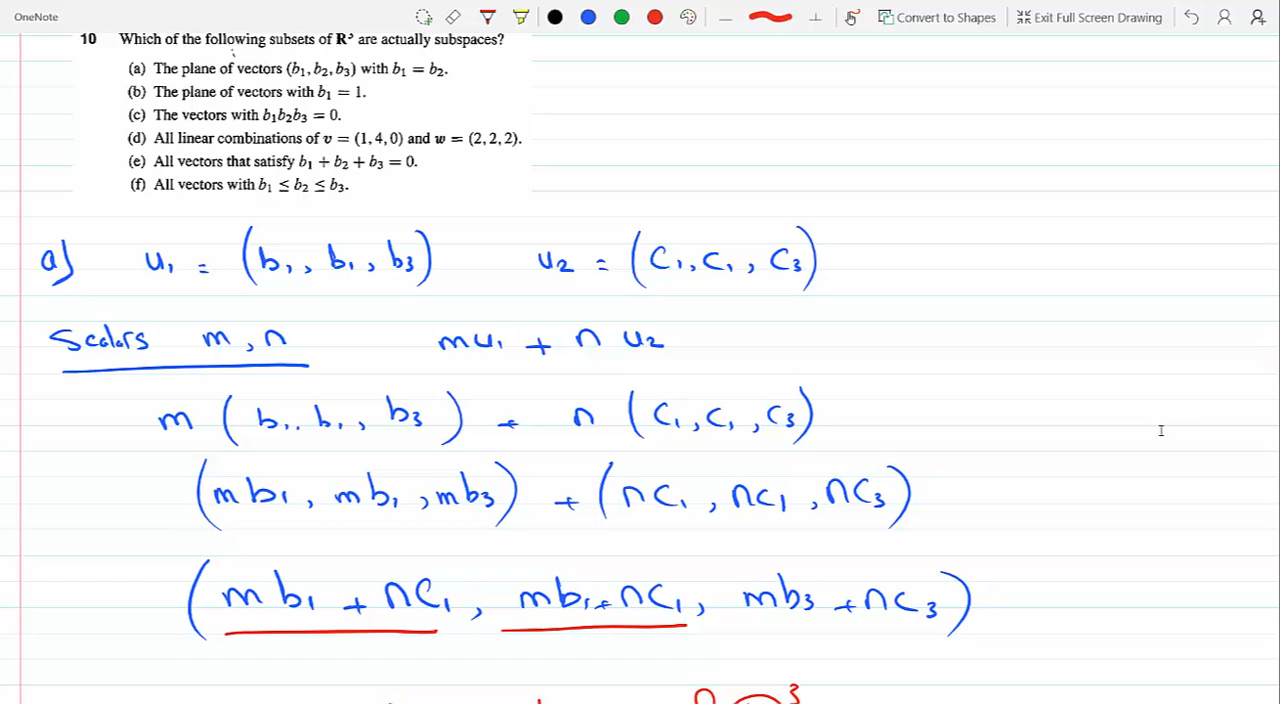 OneNote
Convert to Shapes Exit Full Screen Drawing
10 Which of the following subsets of R³ are actually subspaces?
(a) The plane of vectors (b₁, b₂, b₃) with b₁ = b₂.
(b) The plane of vectors with b₁ = 1.
(c) The vectors with b₁b₂b₃ = 0.
(d) All linear combinations of v = (1, 4, 0) and w = (2, 2, 2).
(e) All vectors that satisfy b₁ + b₂ + b₃ = 0.
(f) All vectors with b₁ ≤ b₂ ≤ b₃.
a) u₁ = (b₁, b₁, b₃) u₂ = (c₁, c₁, c₃)
Scalars m, n mu₁ + n u₂
m (b₁, b₁, b₃) + n (c₁, c₁, c₃)
(mb₁, mb₁, mb₃) + (nc₁, nc₁, nc₃)
(mb₁ + nc₁, mb₁ + nc₁, mb₃ + nc₃)
3